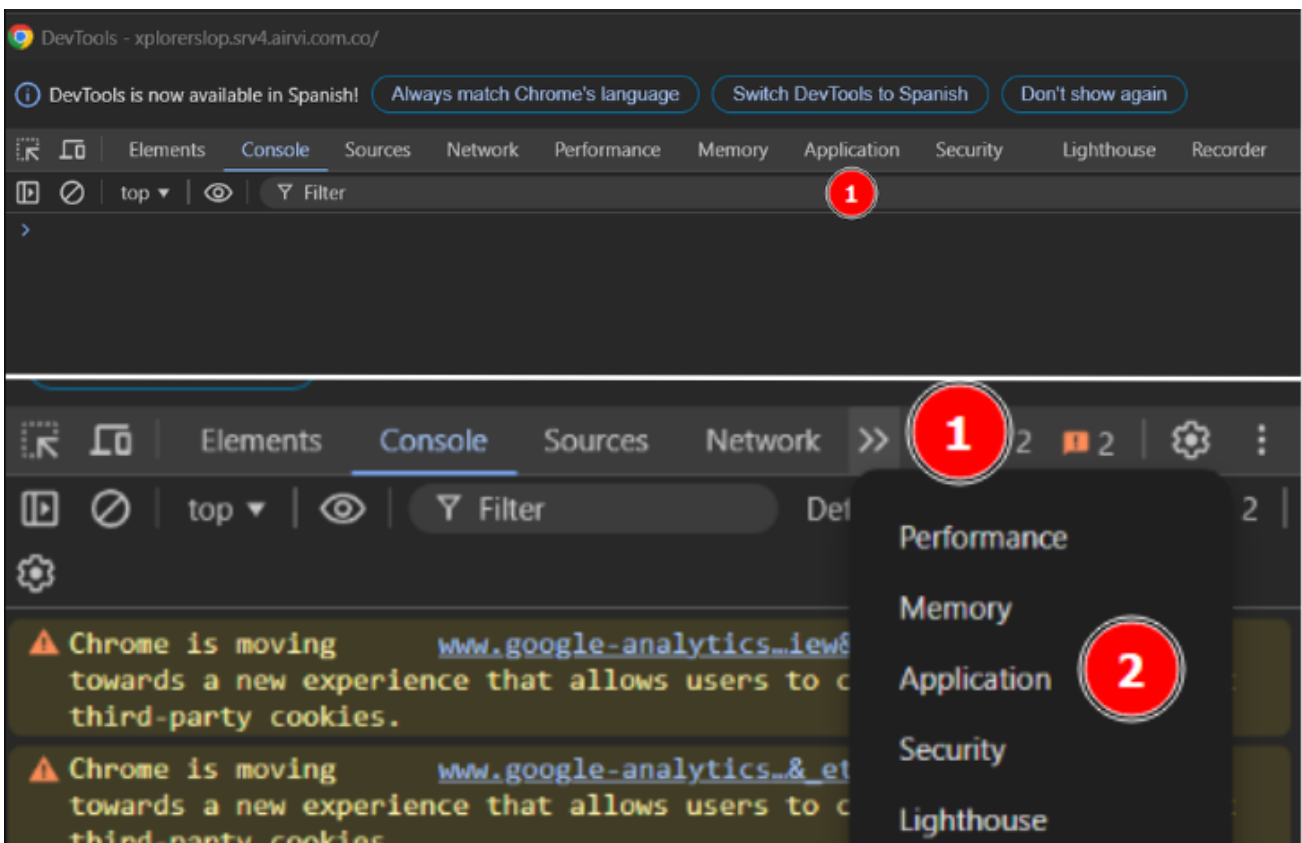 DevTools - xplorerslop.srv4.airvi.com.co/
DevTools is now available in Spanish! Always match Chrome's language Switch DevTools to Spanish Don't show again
Elements Console Sources Network Performance Memory Application Security Lighthouse Recorder
top Filter
1
Elements Console Sources Network 1 2 2
top Filter Def 2
Performance
Memory
Chrome is moving www.google-analytics…iew&
towards a new experience that allows users to c
third-party cookies.
Application 2
Security
Chrome is moving www.google-analytics…&_et
towards a new experience that allows users to c
third-party cookies
Lighthouse